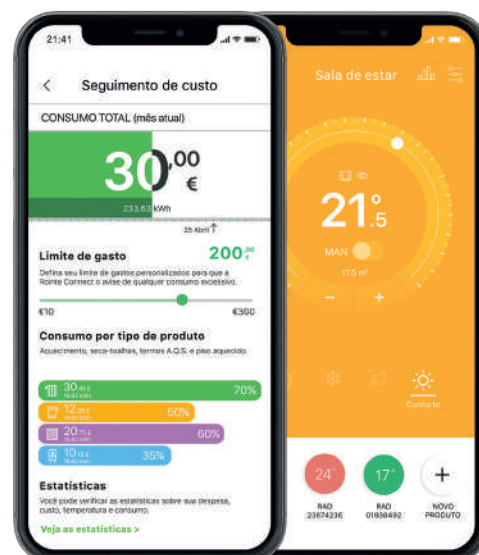 21:41
Seguimento de custo
CONSUMO TOTAL (mês atual)
30,00 €
233,63 kWh
25 Abril
Limite de gasto 200
Defina seu limite de gastos personalizados para que a
Rointe Connect o avise de qualquer consumo excessivo.
€10 €300
Consumo por tipo de produto
Aquecimento, seca-toalhas, termos A.Q.S. e piso aquecido.
30 70%
12 50%
20 60%
10 35%
Estatísticas
Você pode verificar as estatísticas sobre sua despesa,
custo, temperatura e consumo.
Veja as estatísticas >
Sala de estar
21°.5
MAN
17.5 m²
− +
Conforto
24° 17° +
RAD
23874236
RAD
01938492
NOVO
PRODUTO